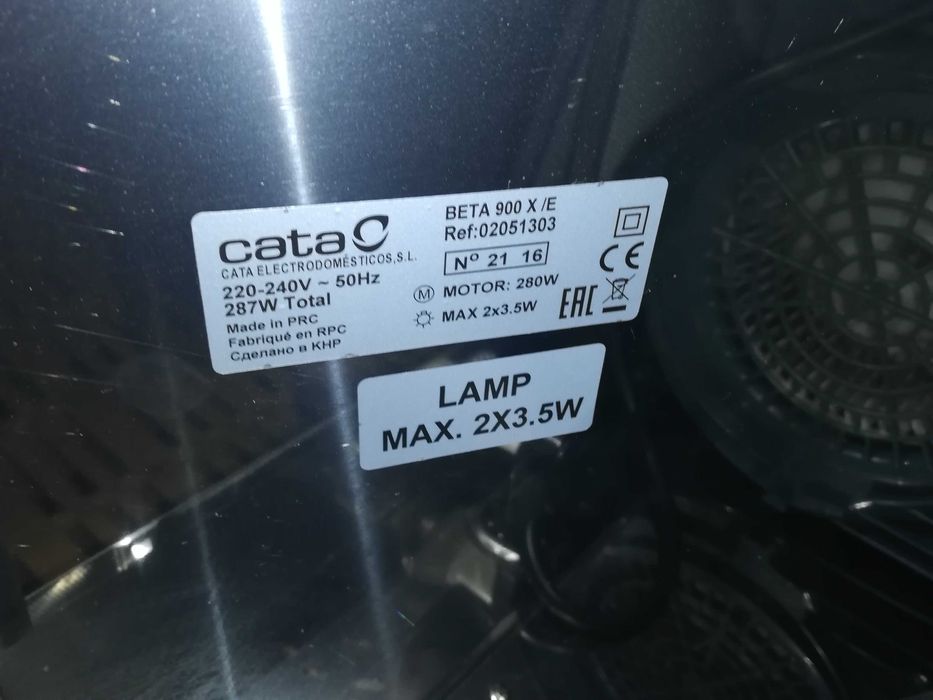 cata
CATA ELECTRODOMÉSTICOS,S.L.
220-240V ~ 50Hz
287W Total
Made in PRC
Fabriqué en RPC
Сделано в КНР
BETA 900 X /E
Ref:02051303
Nº 21 16
M MOTOR: 280W
MAX 2x3.5W
CE
EAC
LAMP
MAX. 2X3.5W